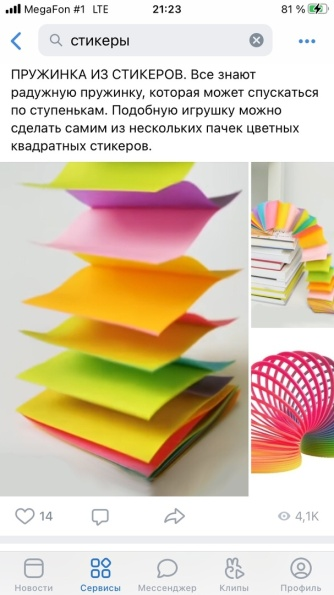 MegaFon #1 LTE 21:23 81 %
стикеры
ПРУЖИНКА ИЗ СТИКЕРОВ. Все знают
радужную пружинку, которая может спускаться
по ступенькам. Подобную игрушку можно
сделать самим из нескольких пачек цветных
квадратных стикеров.
14 4,1K
Новости Сервисы Мессенджер Клипы Профиль